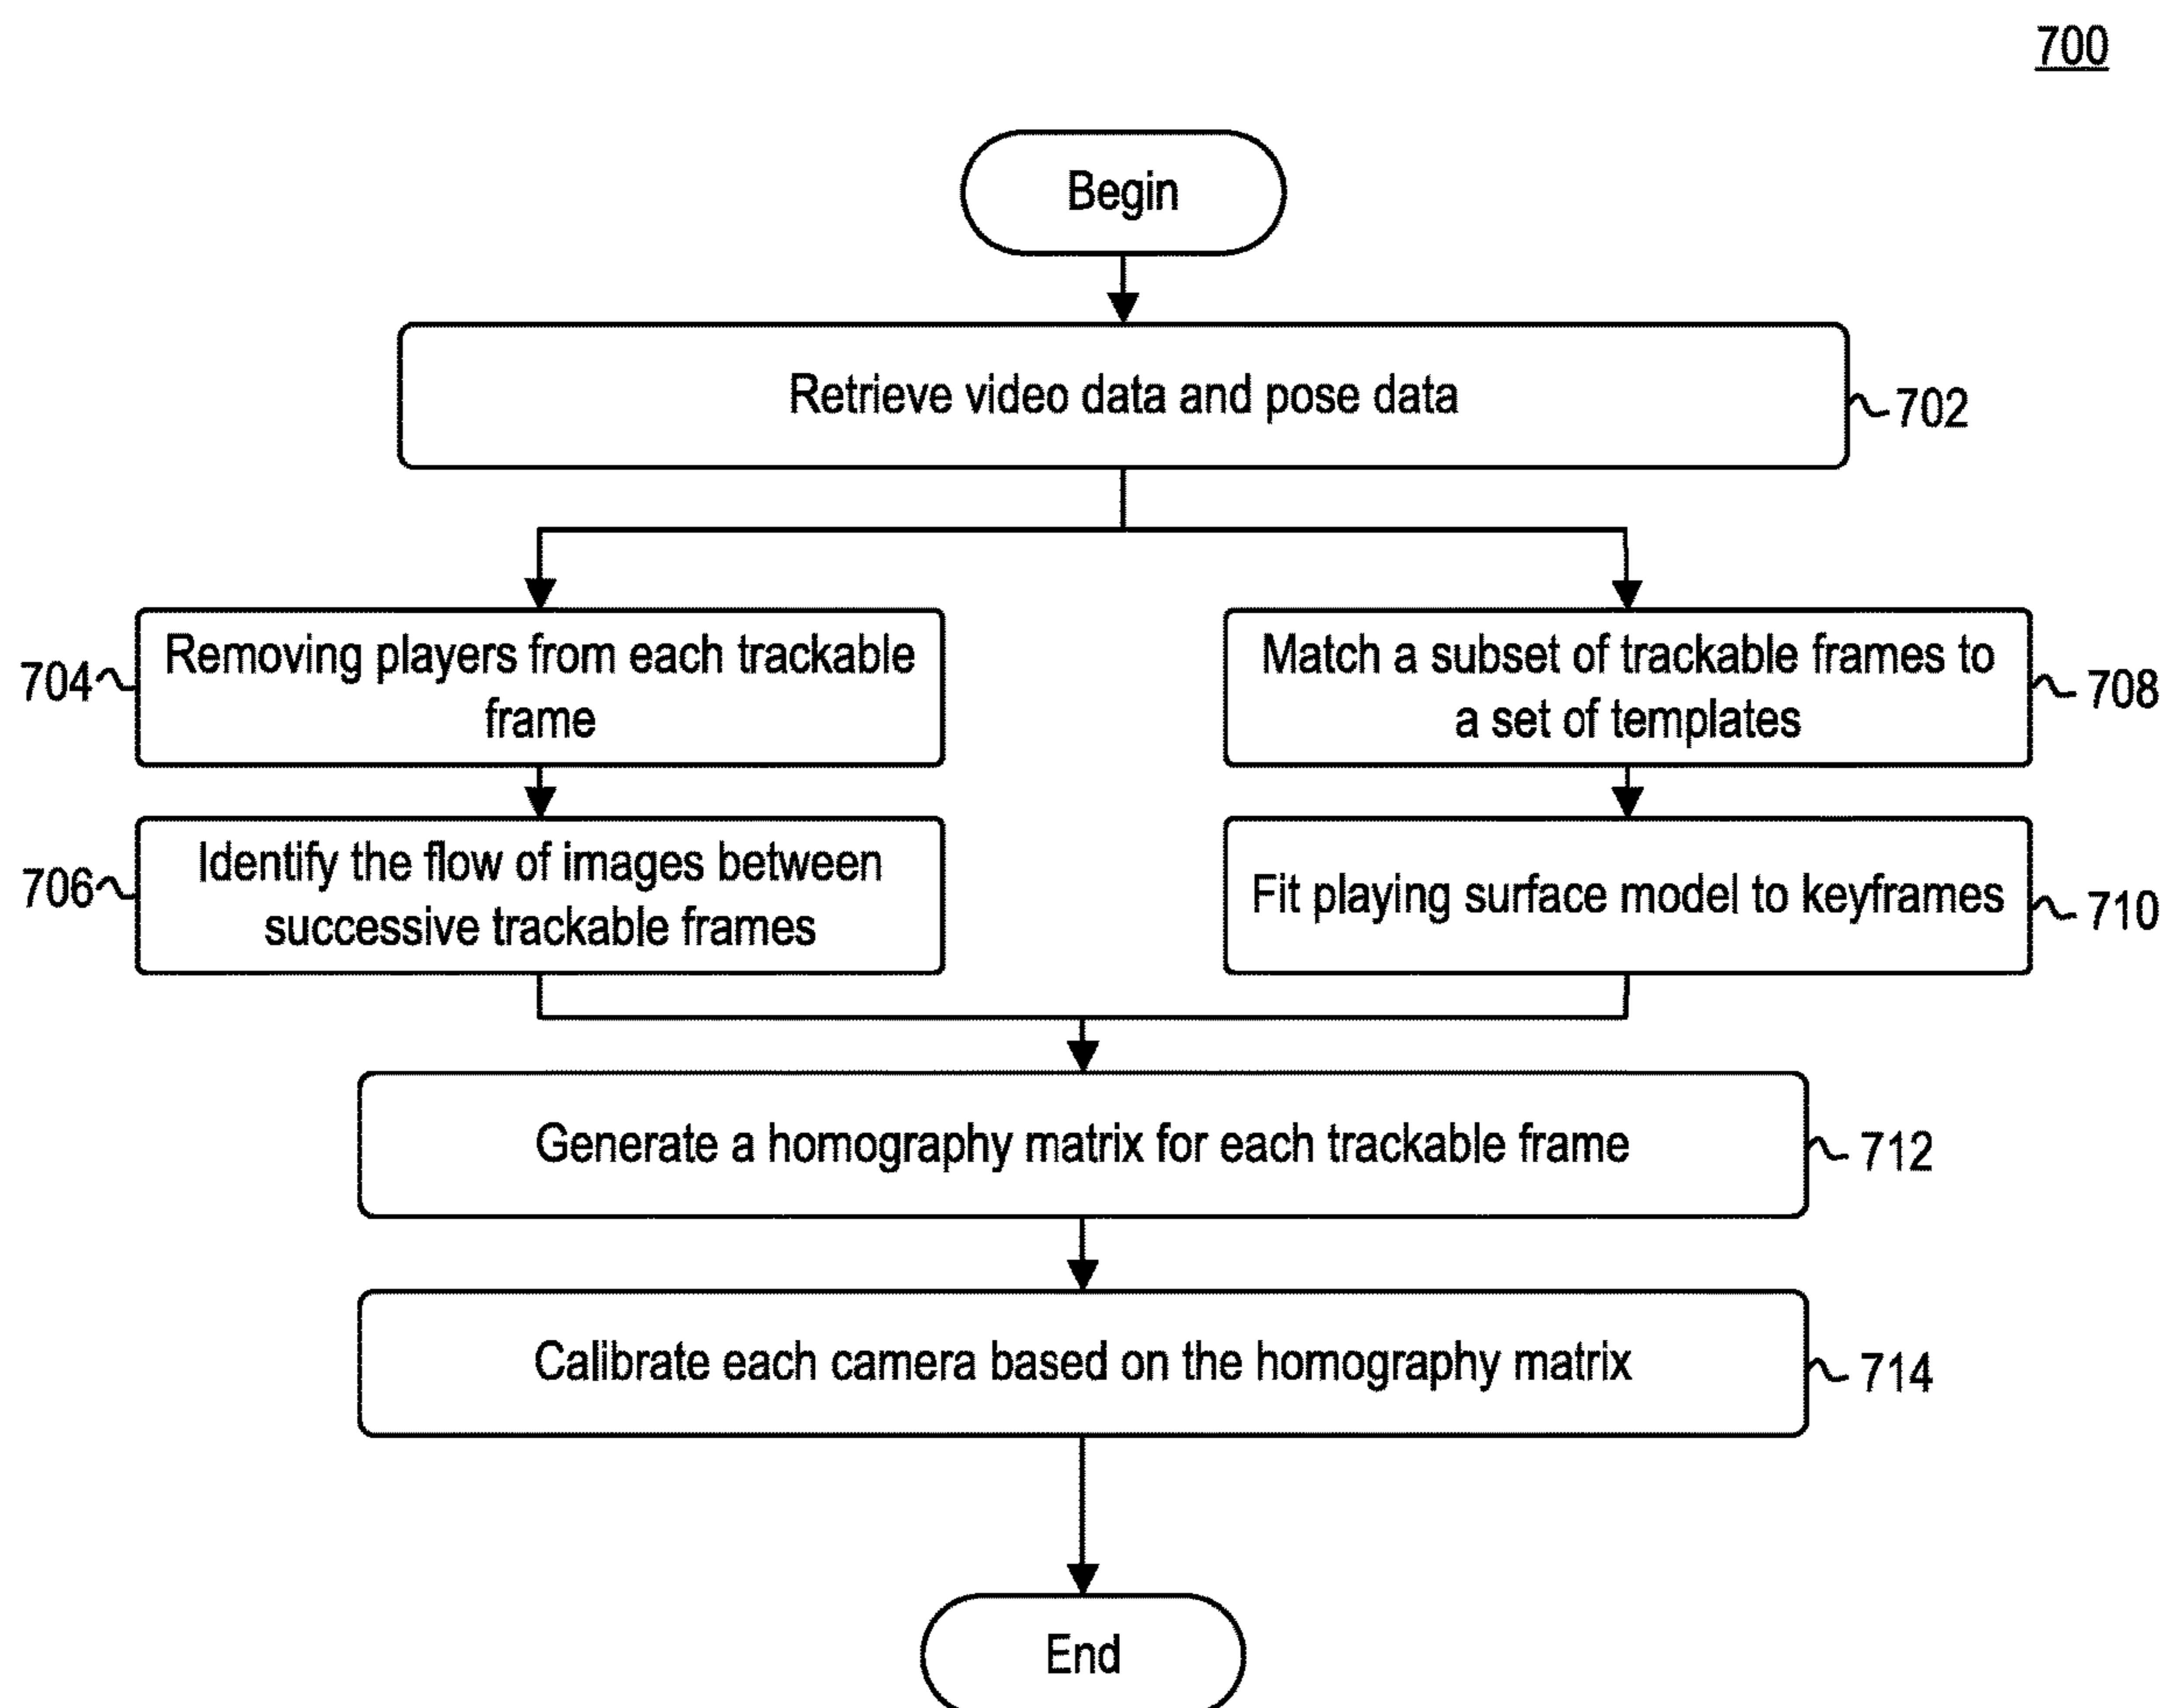 700
Begin
Retrieve video data and pose data
702
Removing players from each trackable
frame
704
Match a subset of trackable frames to
a set of templates
708
Identify the flow of images between
successive trackable frames
706
Fit playing surface model to keyframes
710
Generate a homography matrix for each trackable frame
712
Calibrate each camera based on the homography matrix
714
End